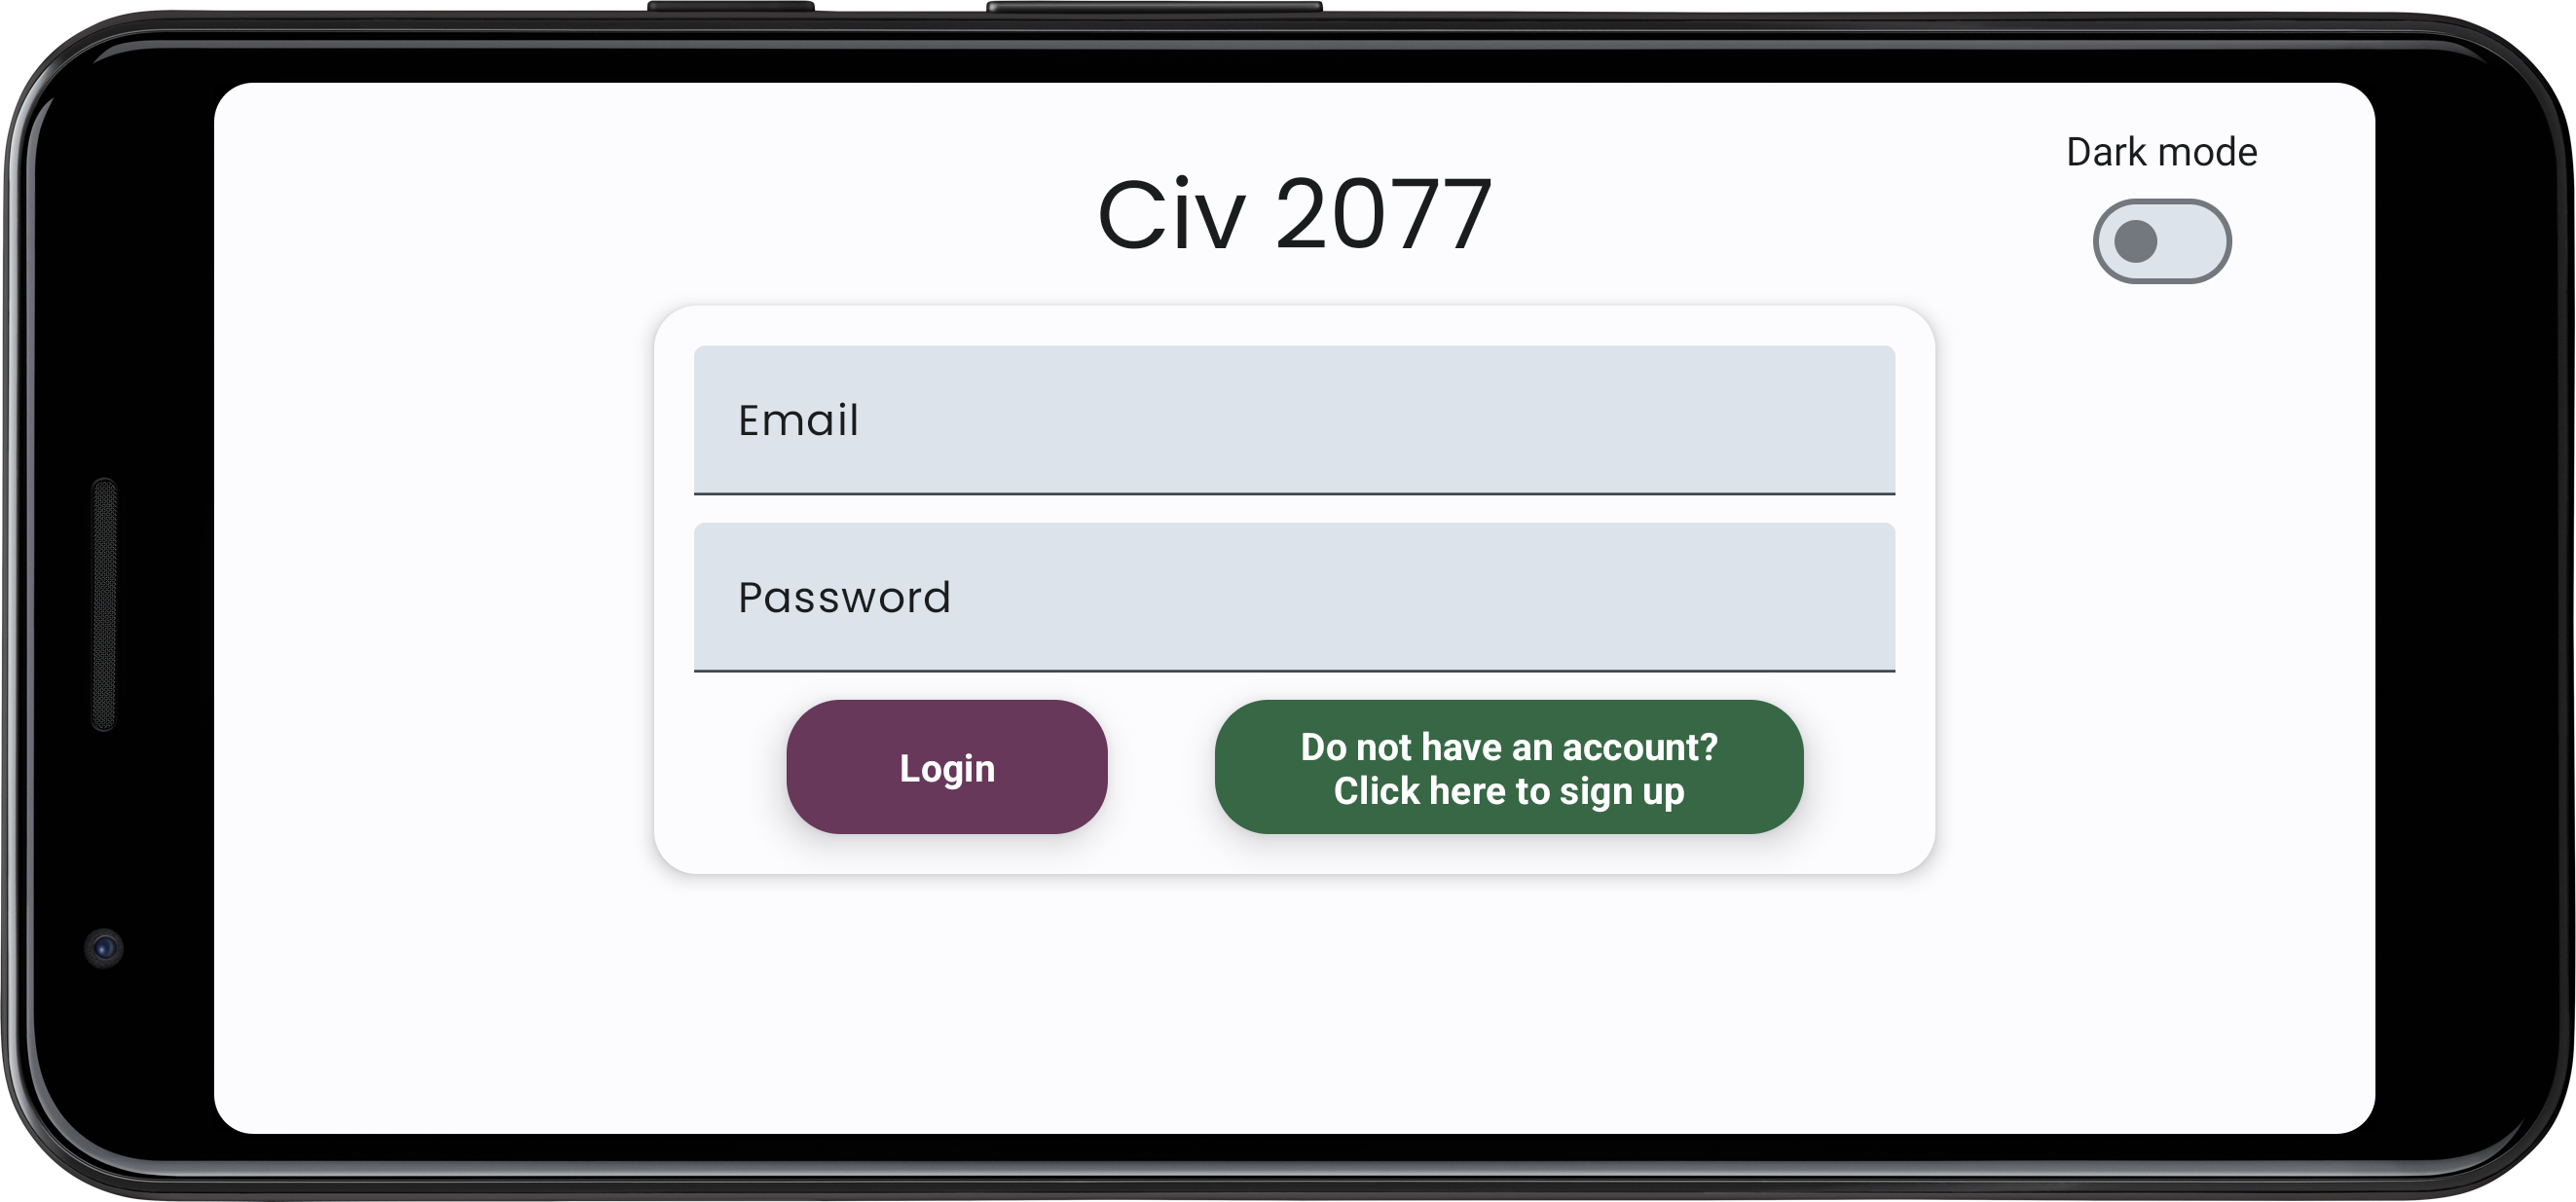 Dark mode
Civ 2077
Email
Password
Login
Do not have an account?
Click here to sign up